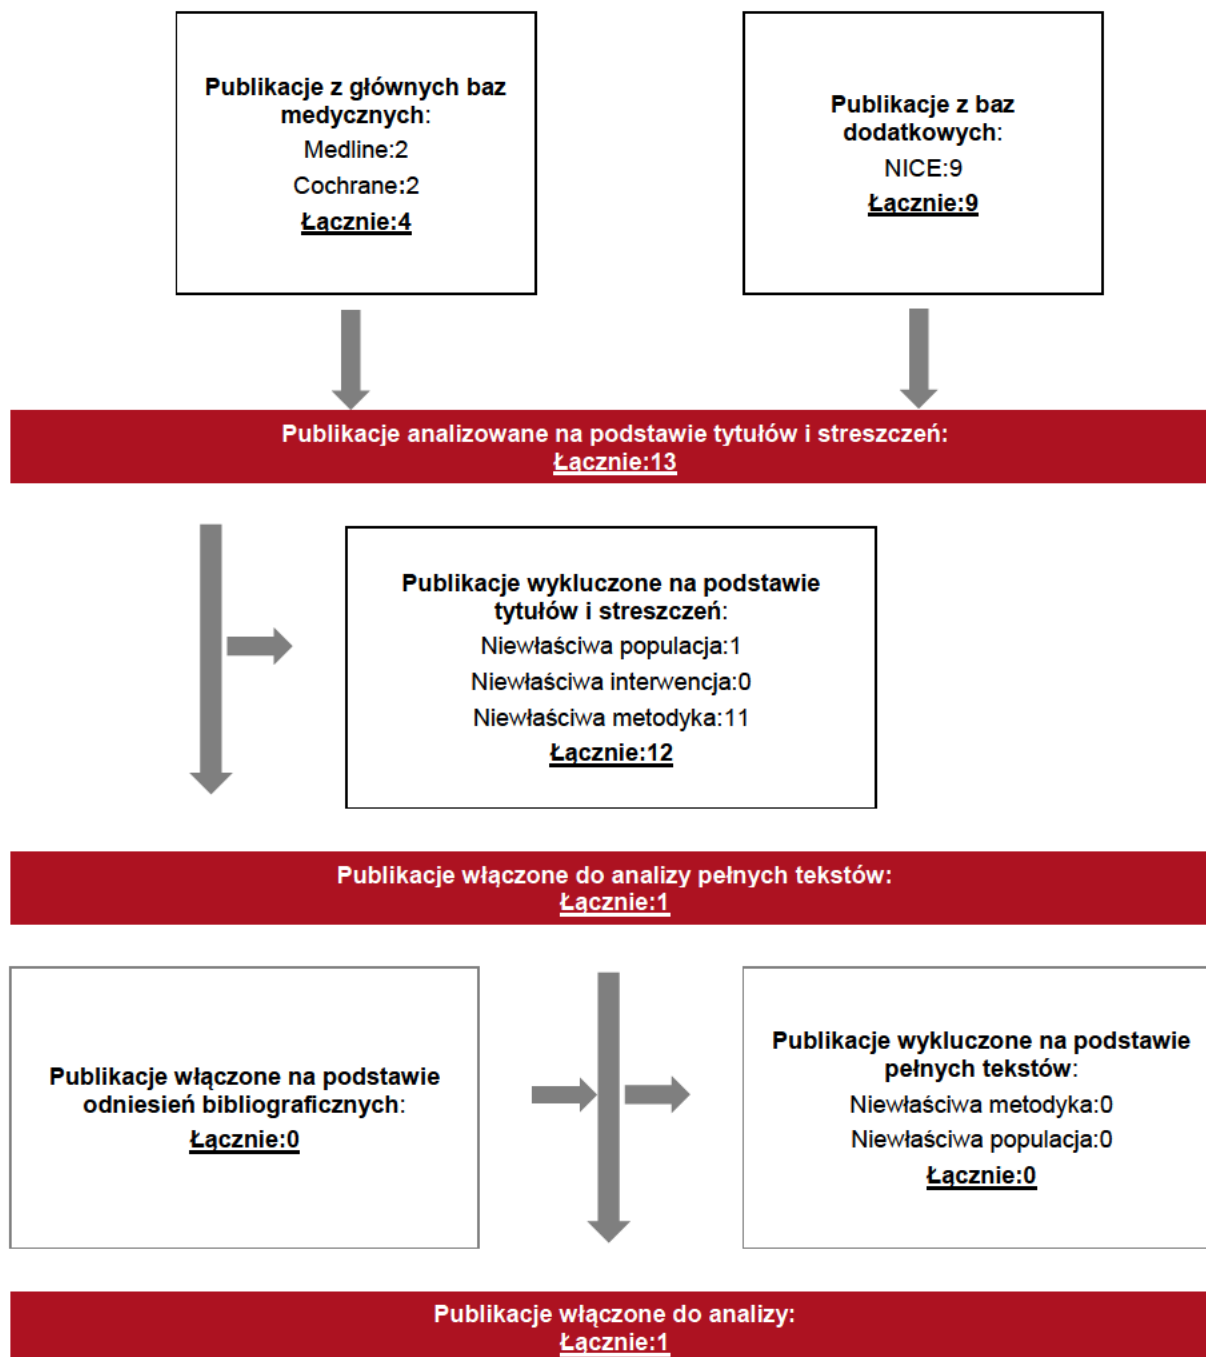 Publikacje z głównych baz
medycznych:
Medline:2
Cochrane:2
Łącznie:4
Publikacje z baz
dodatkowych:
NICE:9
Łącznie:9
Publikacje analizowane na podstawie tytułów i streszczeń:
Łącznie:13
Publikacje wykluczone na podstawie
tytułów i streszczeń:
Niewłaściwa populacja:1
Niewłaściwa interwencja:0
Niewłaściwa metodyka:11
Łącznie:12
Publikacje włączone do analizy pełnych tekstów:
Łącznie:1
Publikacje włączone na podstawie
odniesień bibliograficznych:
Łącznie:0
Publikacje wykluczone na podstawie
pełnych tekstów:
Niewłaściwa metodyka:0
Niewłaściwa populacja:0
Łącznie:0
Publikacje włączone do analizy:
Łącznie:1